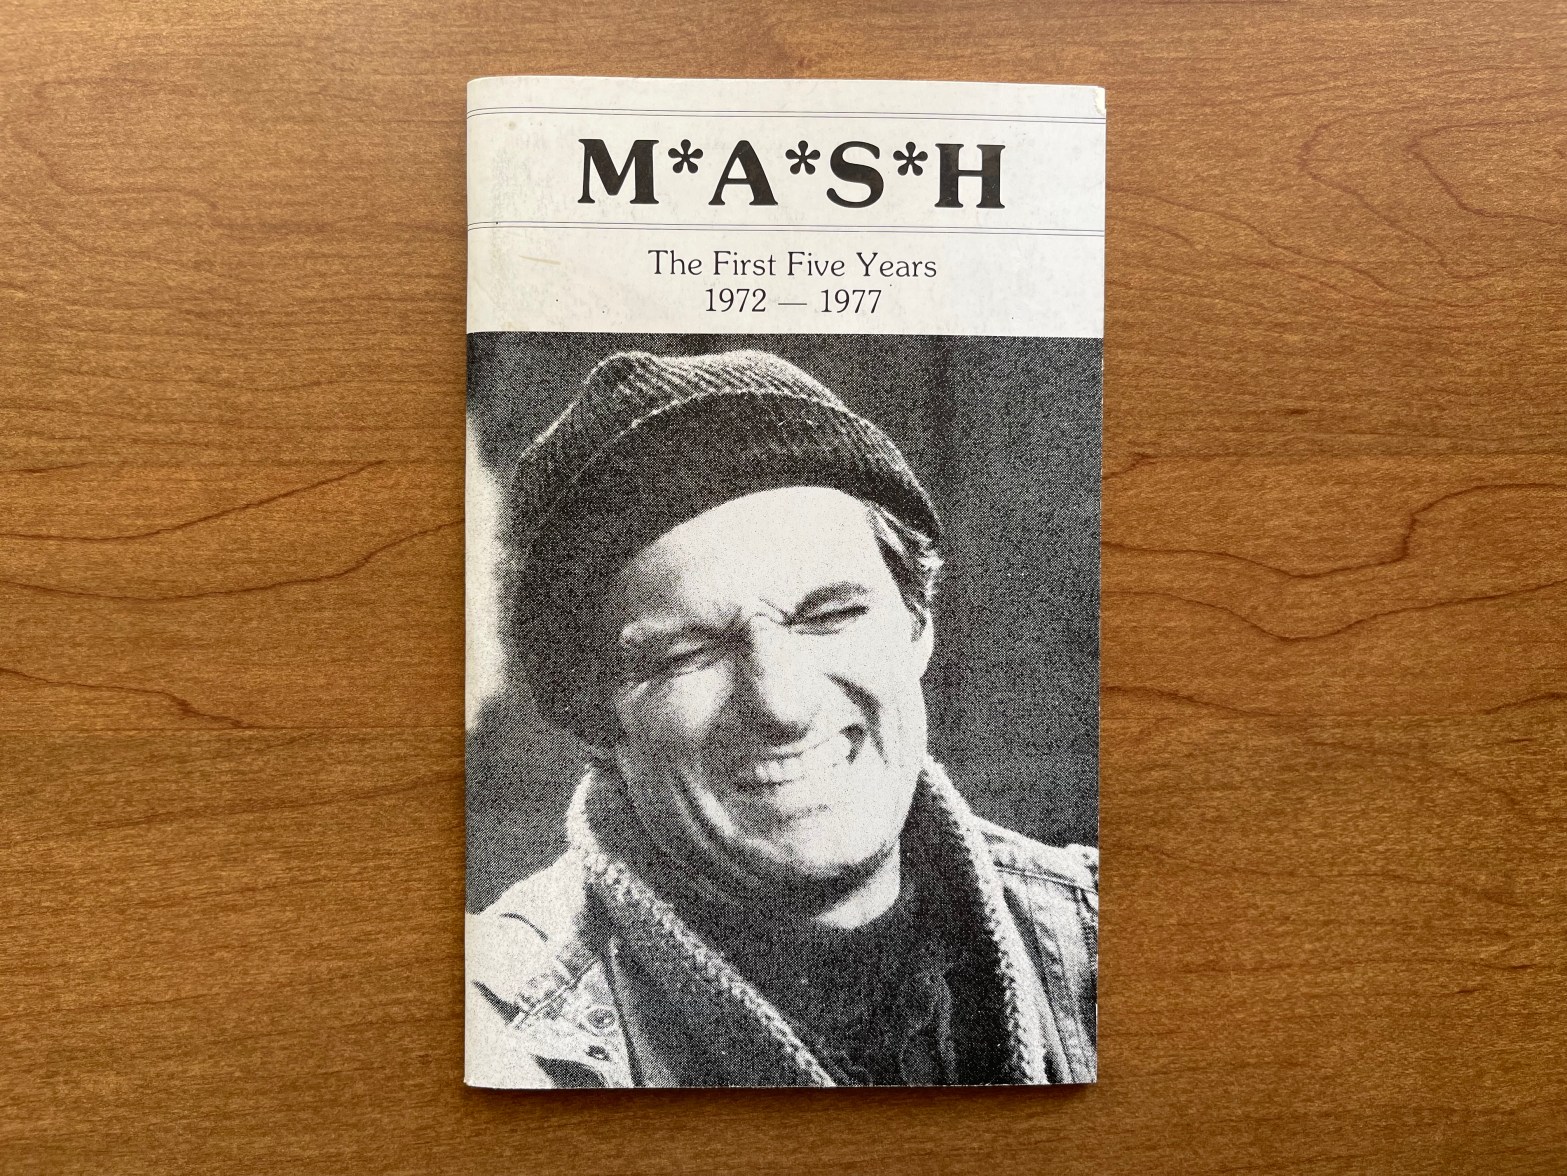 M*A*S*H
The First Five Years
1972 — 1977